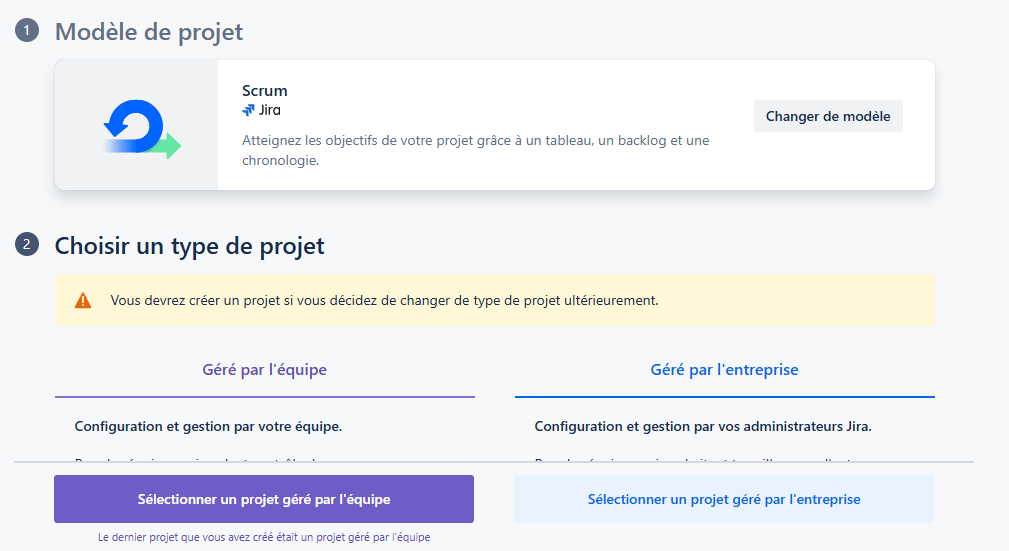 1 Modèle de projet
Scrum
Jira
Changer de modèle
Atteignez les objectifs de votre projet grâce à un tableau, un backlog et une
chronologie.
2 Choisir un type de projet
Vous devrez créer un projet si vous décidez de changer de type de projet ultérieurement.
Géré par l'équipe
Configuration et gestion par votre équipe.
Géré par l'entreprise
Configuration et gestion par vos administrateurs Jira.
Sélectionner un projet géré par l'équipe
Le dernier projet que vous avez créé était un projet géré par l'équipe
Sélectionner un projet géré par l'entreprise